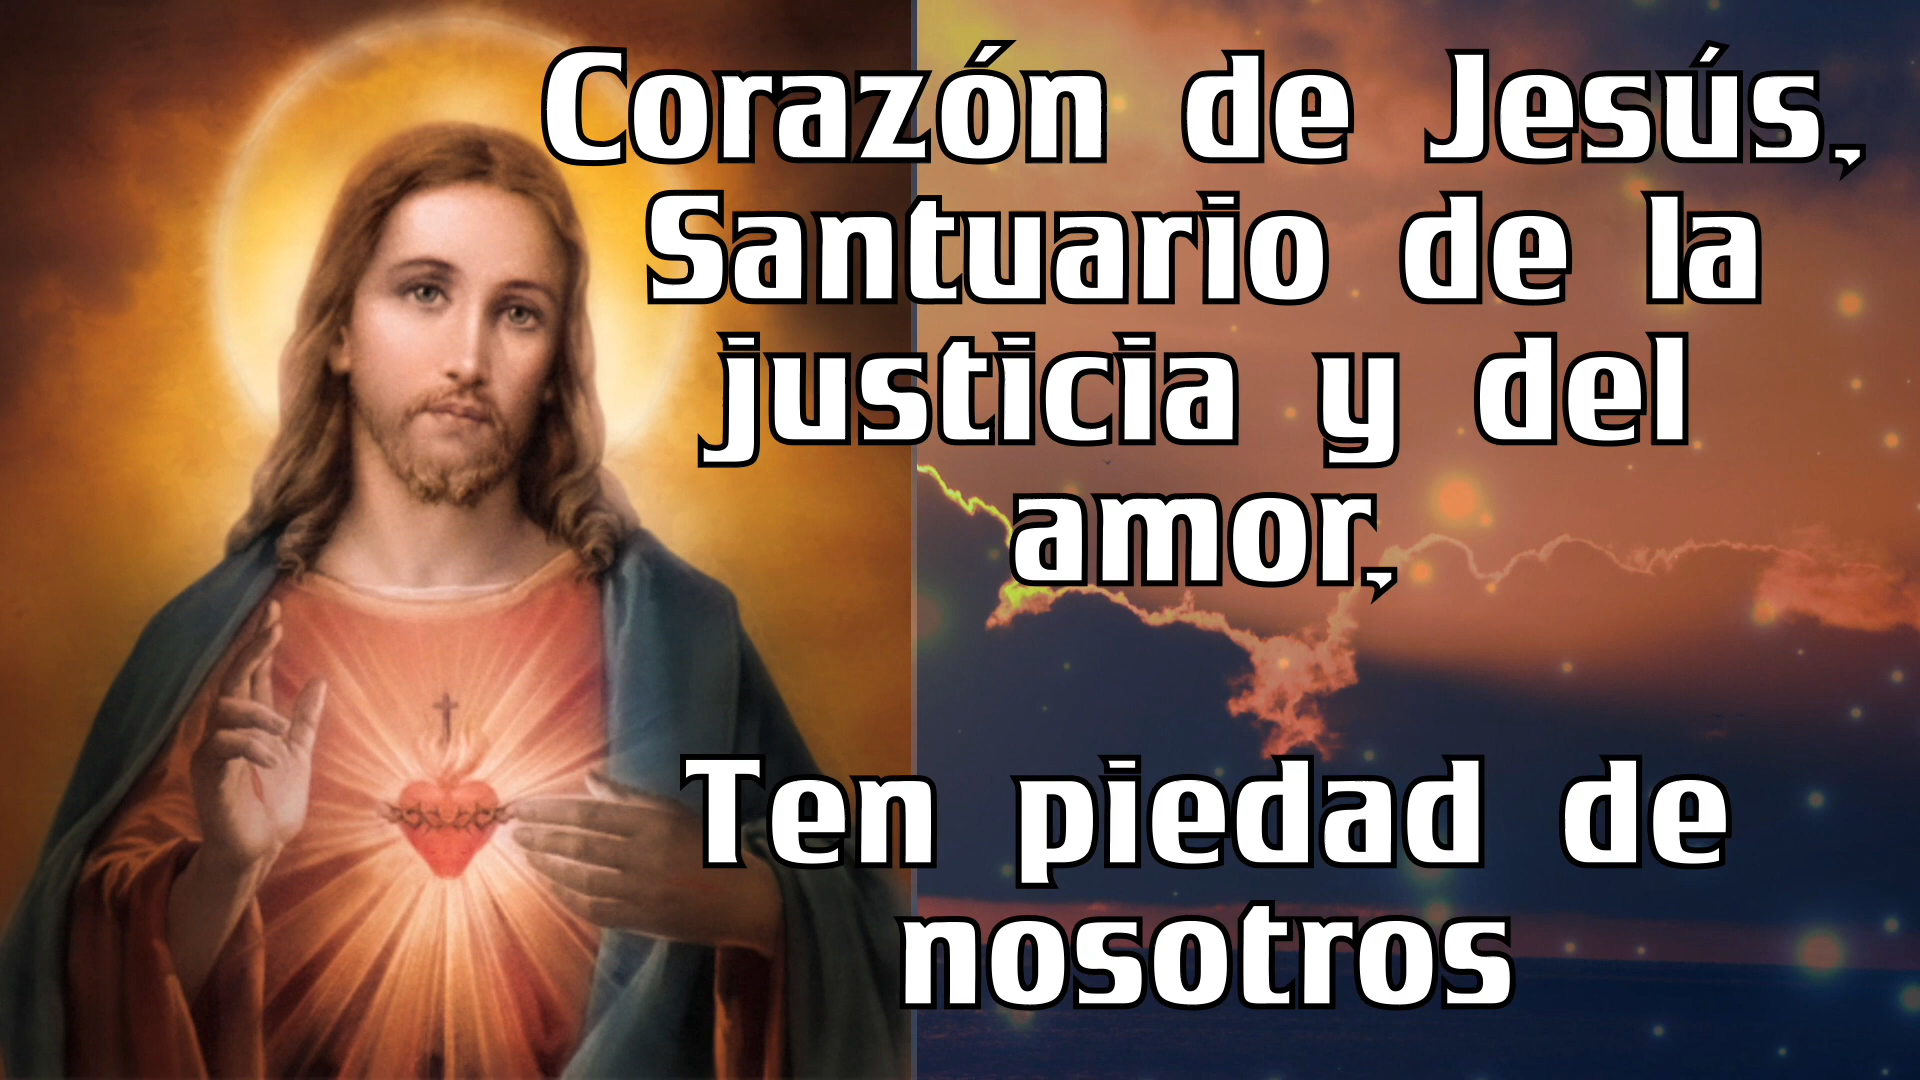 Corazón de Jesús,
Santuario de la
justicia y del
amor,
Ten piedad de
nosotros